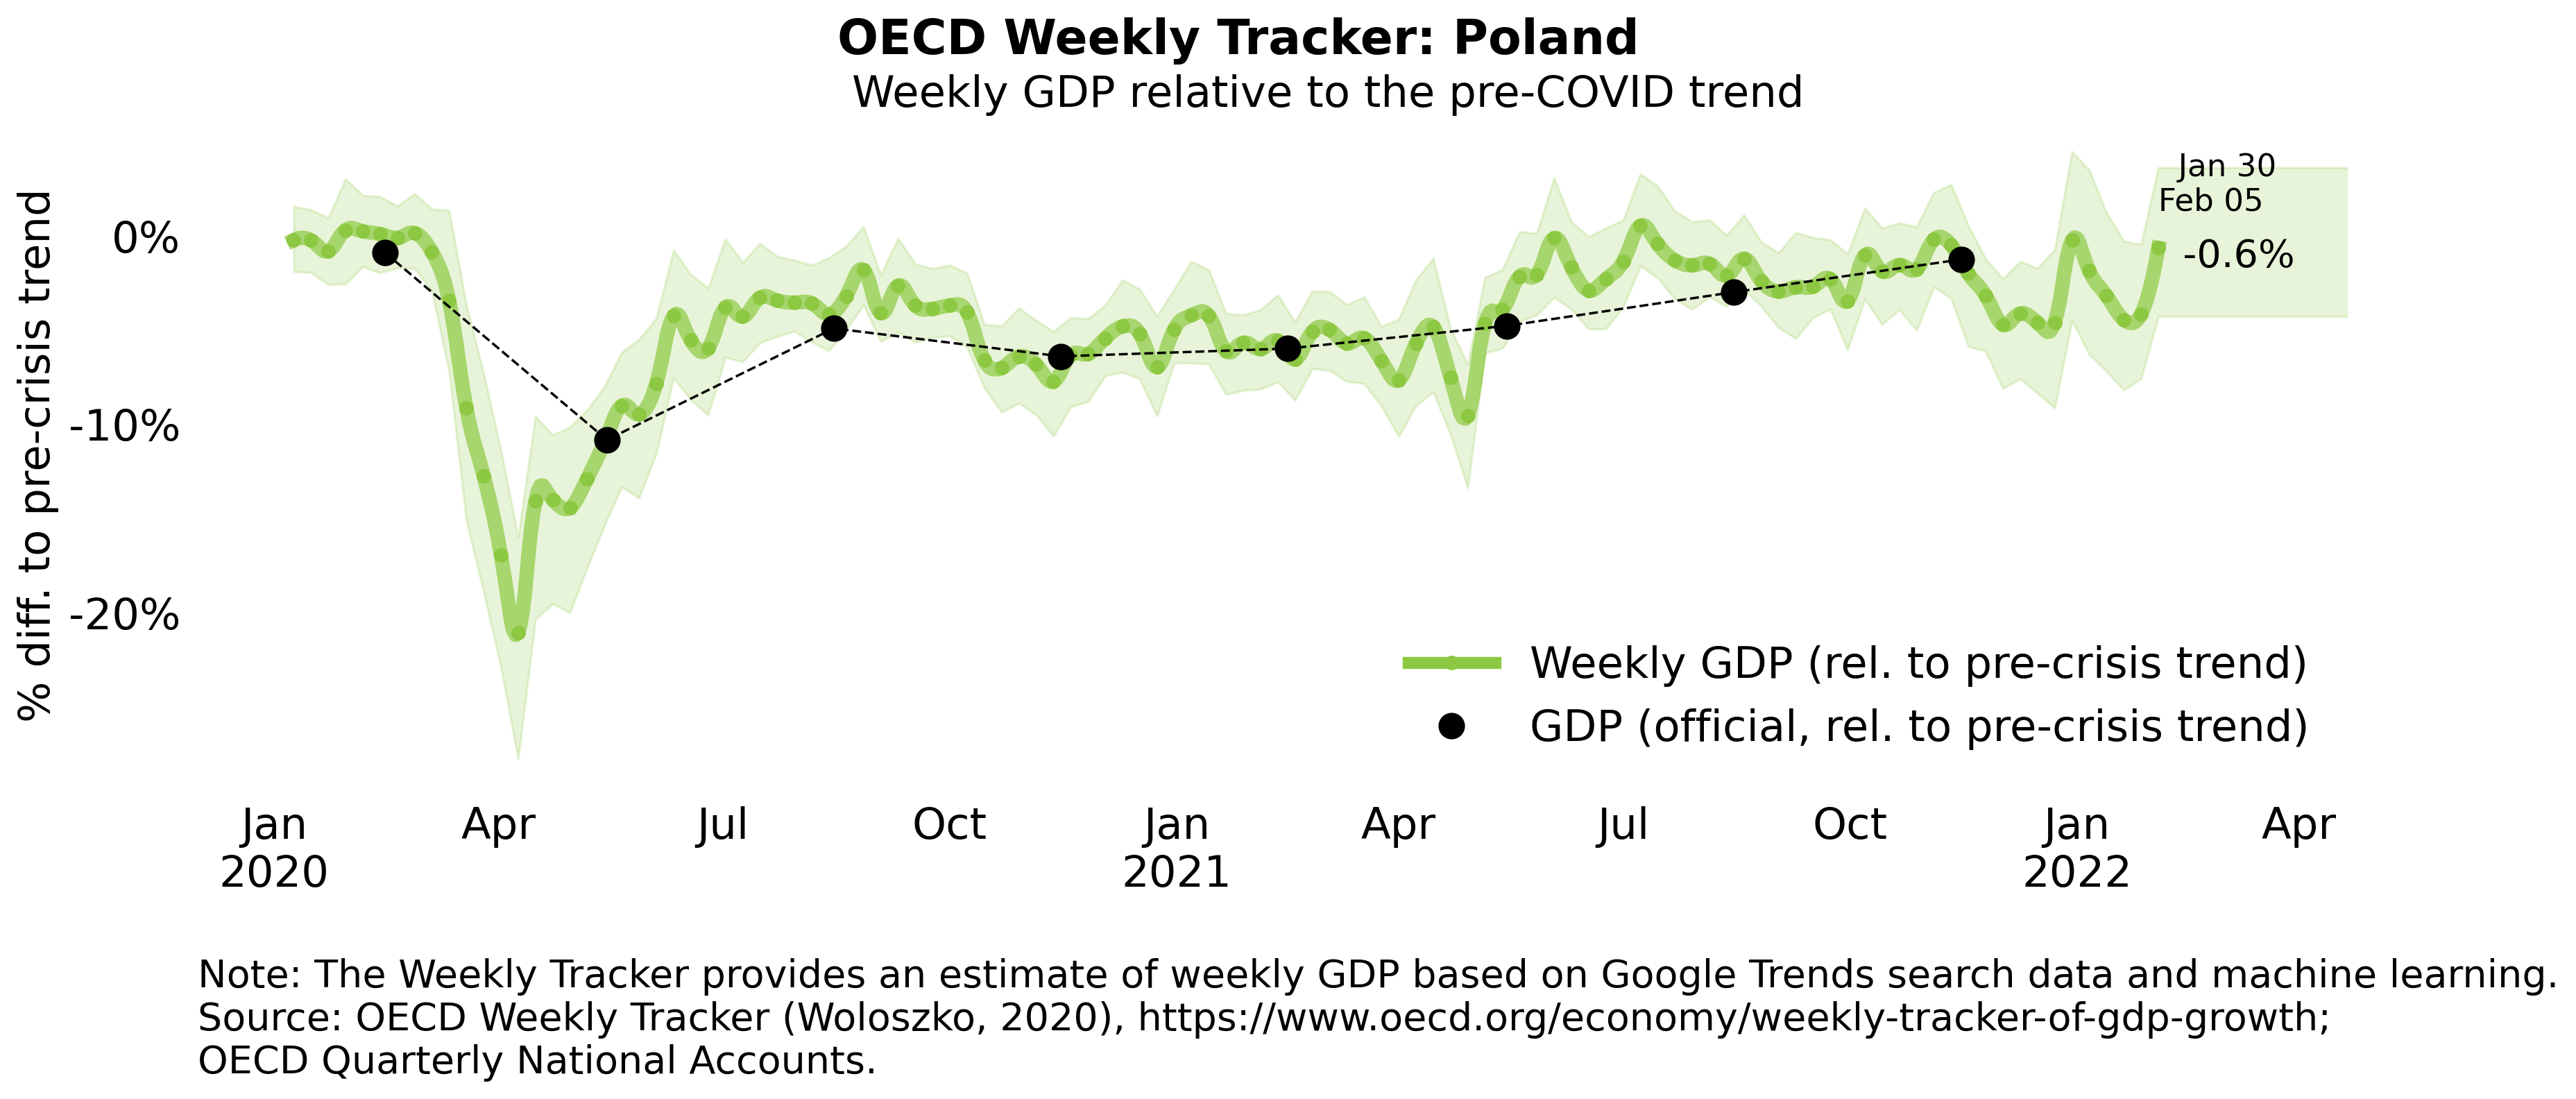 OECD Weekly Tracker: Poland
Weekly GDP relative to the pre-COVID trend
% diff. to pre-crisis trend
0%
-10%
-20%
Jan 30
Feb 05
-0.6%
Weekly GDP (rel. to pre-crisis trend)
GDP (official, rel. to pre-crisis trend)
Jan Apr Jul Oct Jan Apr Jul Oct Jan Apr
2020 2021 2022
Note: The Weekly Tracker provides an estimate of weekly GDP based on Google Trends search data and machine learning.
Source: OECD Weekly Tracker (Woloszko, 2020), https://www.oecd.org/economy/weekly-tracker-of-gdp-growth;
OECD Quarterly National Accounts.